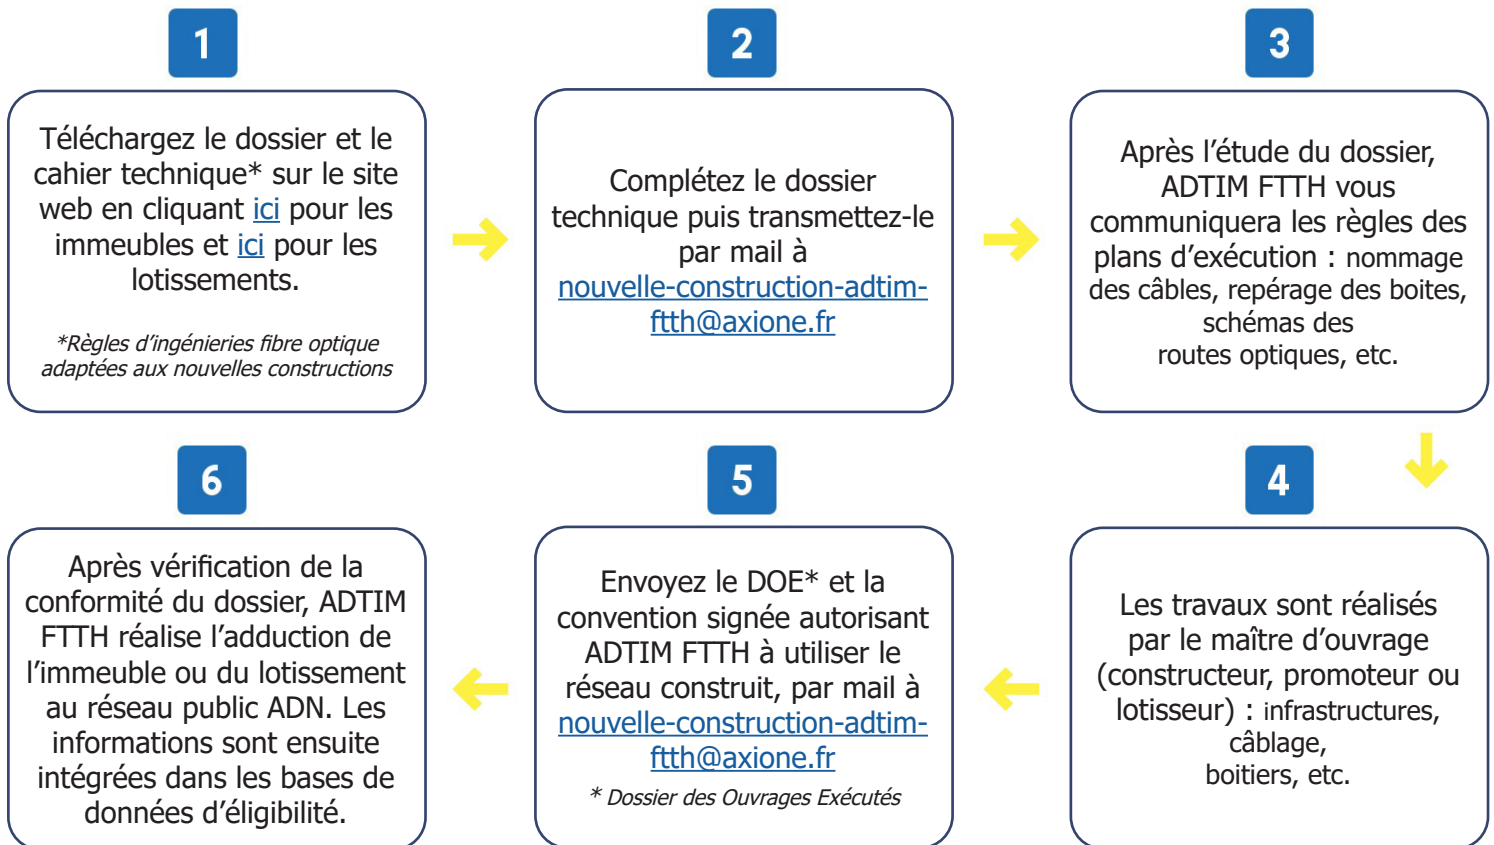 1
Téléchargez le dossier et le
cahier technique* sur le site
web en cliquant ici pour les
immeubles et ici pour les
lotissements.
*Règles d'ingénieries fibre optique
adaptées aux nouvelles constructions
2
Complétez le dossier
technique puis transmettez-le
par mail à
nouvelle-construction-adtim-
ftth@axione.fr
3
Après l'étude du dossier,
ADTIM FTTH vous
communiquera les règles des
plans d'exécution : nommage
des câbles, repérage des boites,
schémas des
routes optiques, etc.
4
Les travaux sont réalisés
par le maître d'ouvrage
(constructeur, promoteur ou
lotisseur) : infrastructures,
câblage,
boitiers, etc.
5
Envoyez le DOE* et la
convention signée autorisant
ADTIM FTTH à utiliser le
réseau construit, par mail à
nouvelle-construction-adtim-
ftth@axione.fr
* Dossier des Ouvrages Exécutés
6
Après vérification de la
conformité du dossier, ADTIM
FTTH réalise l'adduction de
l'immeuble ou du lotissement
au réseau public ADN. Les
informations sont ensuite
intégrées dans les bases de
données d'éligibilité.